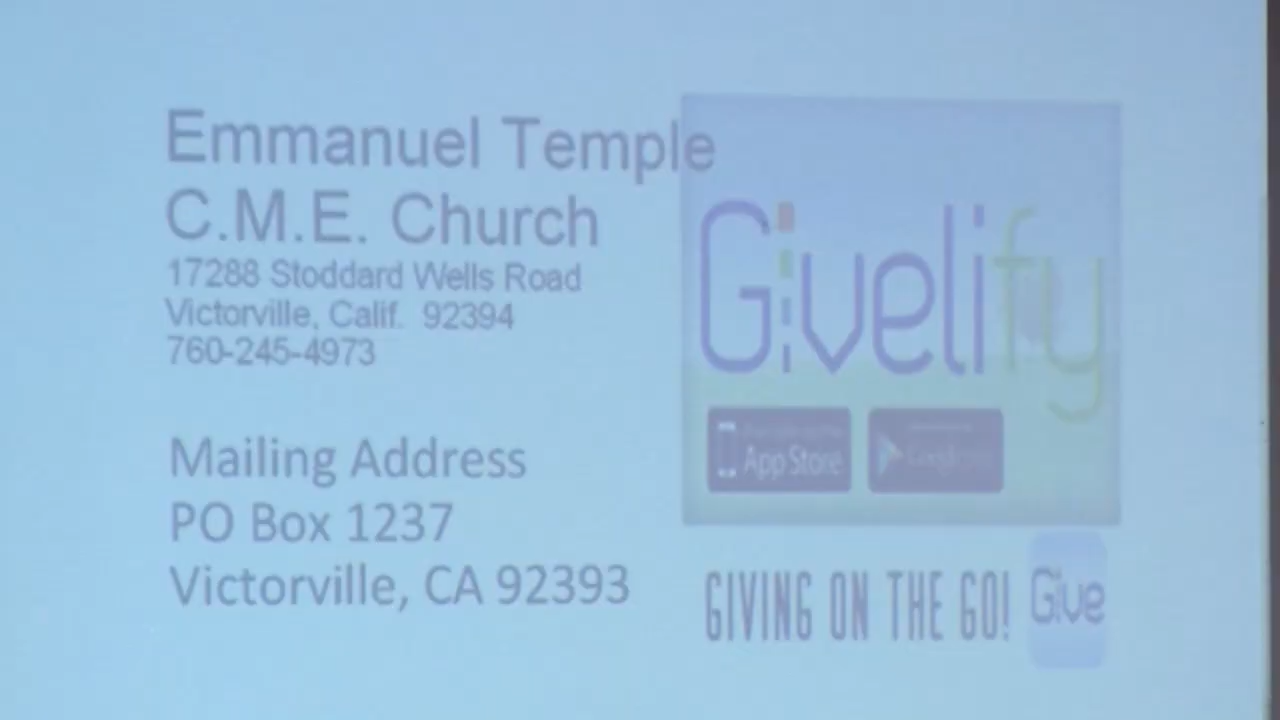 Emmanuel Temple
C.M.E. Church
17288 Stoddard Wells Road
Victorville, Calif. 92394
760-245-4973
Mailing Address
PO Box 1237
Victorville, CA 92393
Givelify
App Store
Google
GIVING ON THE GO!
Give